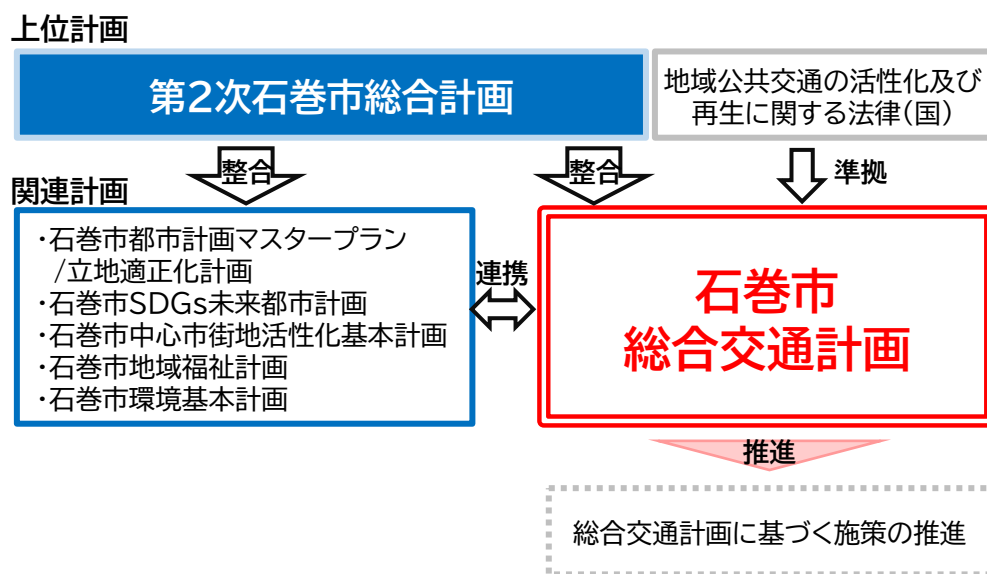 上位計画
第2次石巻市総合計画
地域公共交通の活性化及び
再生に関する法律(国)
整合
整合
準拠
関連計画
・石巻市都市計画マスタープラン
/立地適正化計画
・石巻市SDGs未来都市計画
・石巻市中心市街地活性化基本計画
・石巻市地域福祉計画
・石巻市環境基本計画
連携
石巻市
総合交通計画
推進
総合交通計画に基づく施策の推進